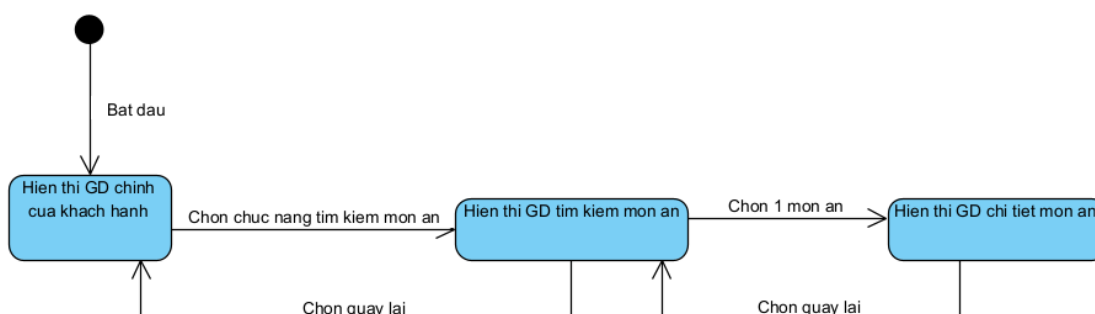 Bat dau
Hien thi GD chinh
cua khach hanh
Chon chuc nang tim kiem mon an
Hien thi GD tim kiem mon an
Chon 1 mon an
Hien thi GD chi tiet mon an
Chon quay lai
Chon quay lai